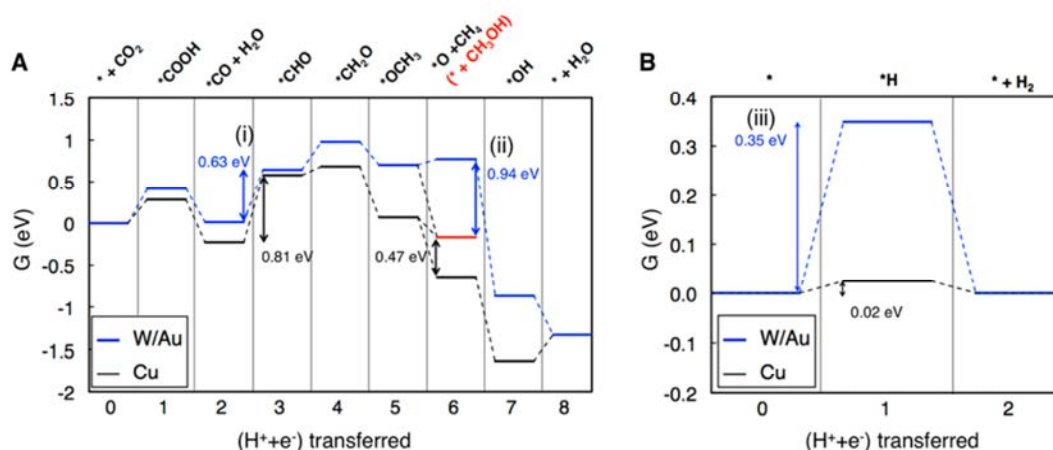 A
* + CO₂
*COOH
*CO + H₂O
*CHO
*CH₂O
*OCH₃
*O +CH₄
(* + CH₃OH)
*OH
* + H₂O
1.5
1
0.5
0
-0.5
-1
-1.5
-2
G (eV)
(i)
0.63 eV
0.81 eV
0.47 eV
(ii)
0.94 eV
W/Au
Cu
0 1 2 3 4 5 6 7 8
(H⁺+e⁻) transferred
B
* *H * + H₂
0.4
0.3
0.2
0.1
0.0
-0.1
-0.2
G (eV)
(iii)
0.35 eV
0.02 eV
W/Au
Cu
0 1 2
(H⁺+e⁻) transferred